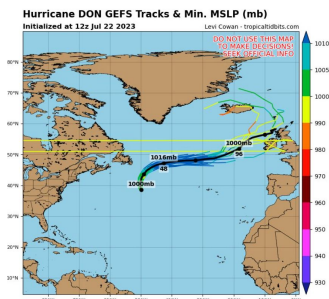 Hurricane DON GEFS Tracks & Min. MSLP (mb)
Initialized at 12z Jul 22 2023 Levi Cowan - tropicaltidbits.com
DO NOT USE THIS MAP
TO MAKE DECISIONS!
SEEK OFFICIAL INFO
80°N
70°N
60°N
50°N
40°N
30°N
20°N
10°N
1000mb
96
1016mb
48
1000mb
1010
1005
1000
990
980
970
960
950
940
930